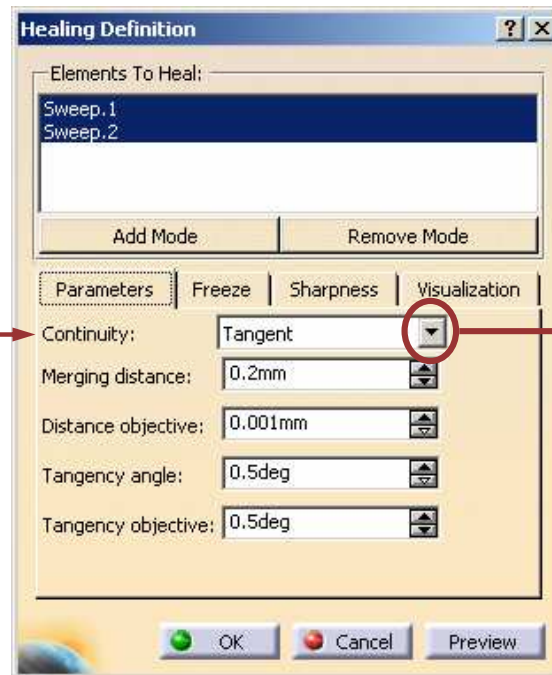 Healing Definition
Elements To Heal:
Sweep.1
Sweep.2
Add Mode Remove Mode
Parameters Freeze Sharpness Visualization
Continuity: Tangent
Merging distance: 0.2mm
Distance objective: 0.001mm
Tangency angle: 0.5deg
Tangency objective: 0.5deg
OK Cancel Preview